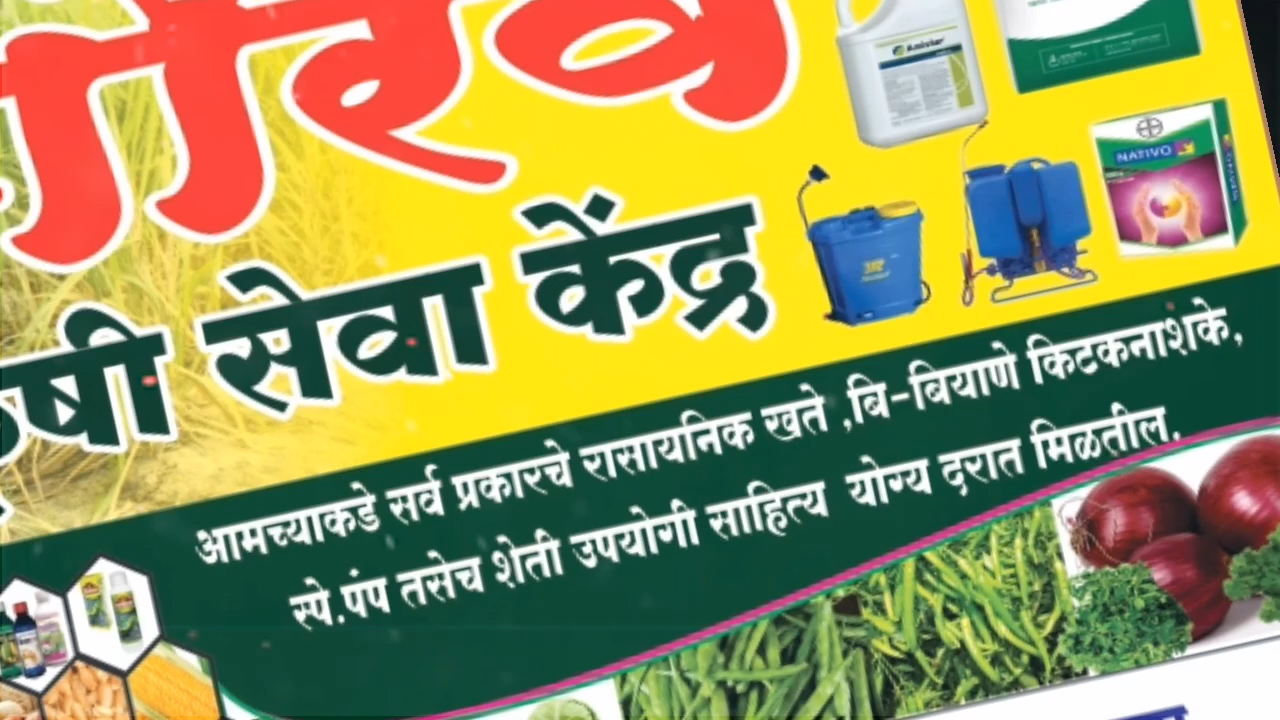 कृषी सेवा केंद्र
आमच्याकडे सर्व प्रकारचे रासायनिक खते ,बि-बियाणे किटकनाशके,
स्पे.पंप तसेच शेती उपयोगी साहित्य योग्य दरात मिळतील.
NATIVO